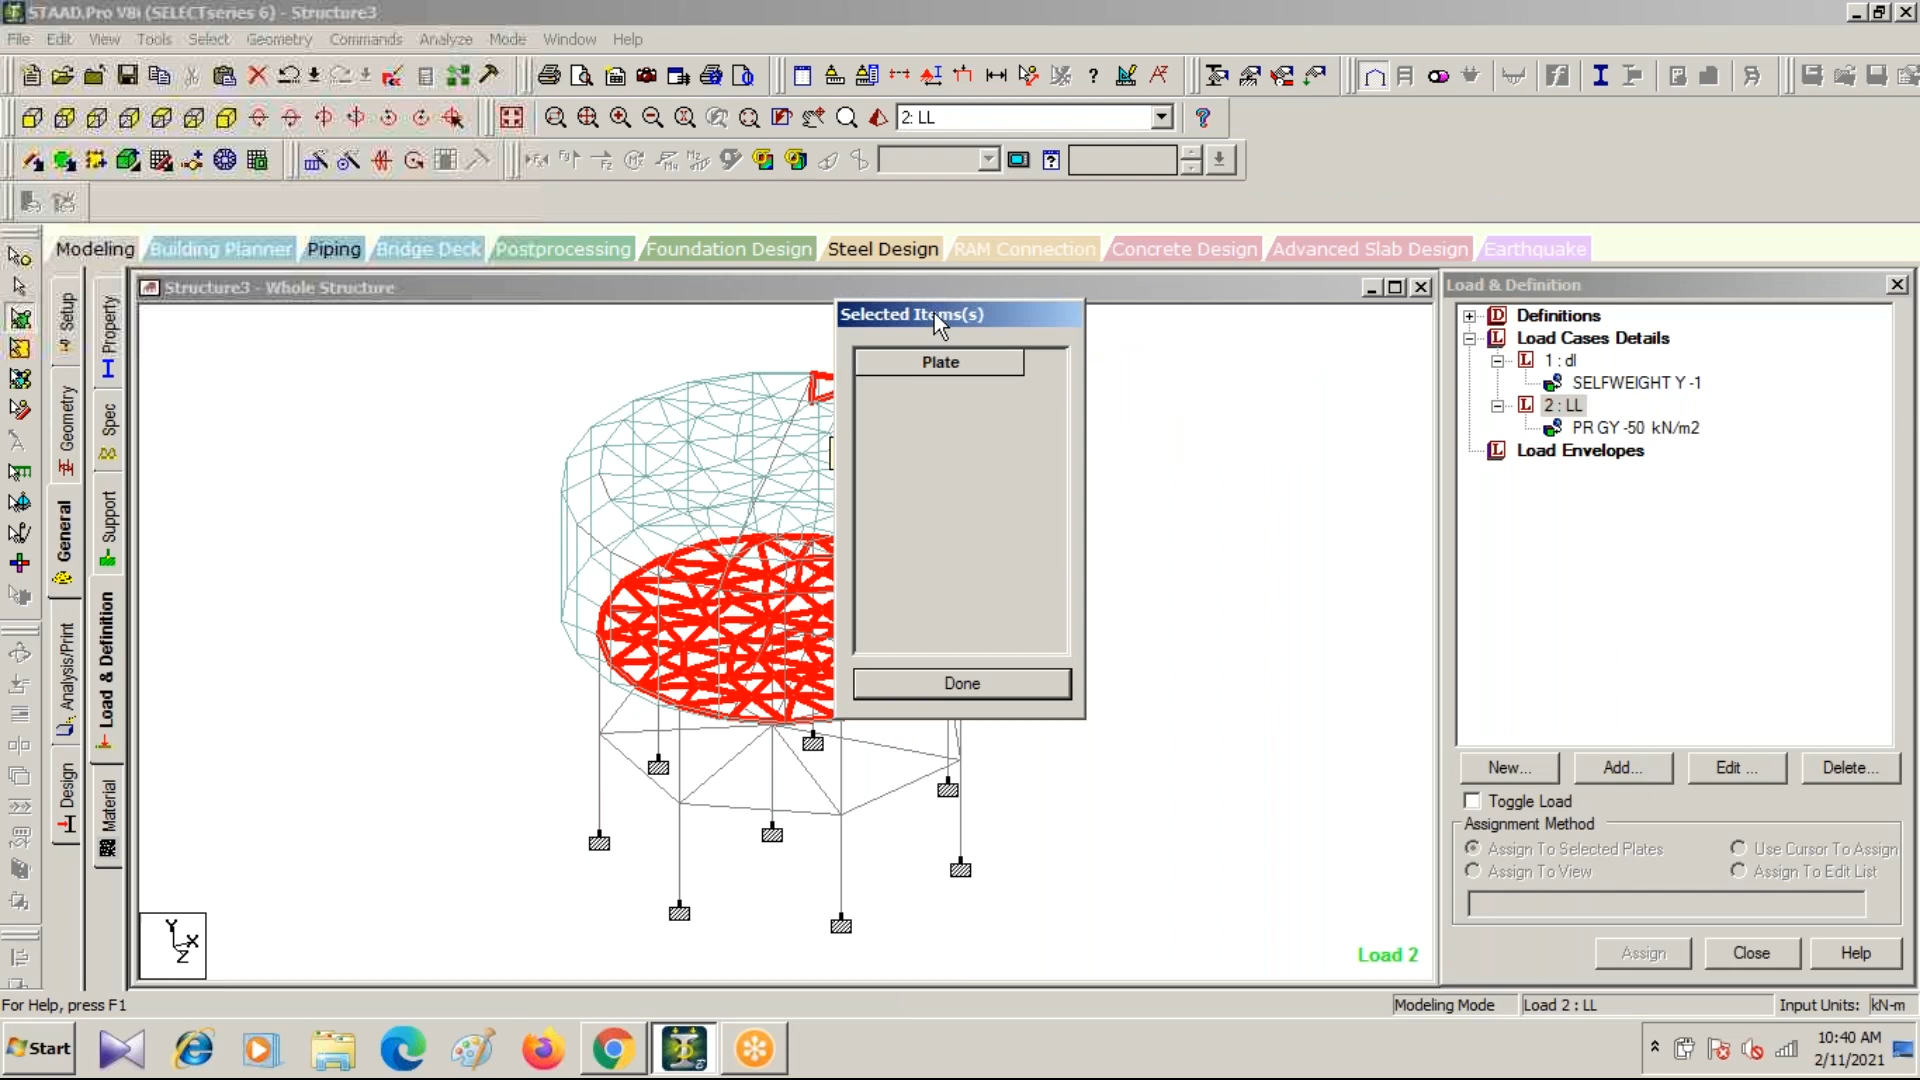 STAAD.Pro V8i (SELECTseries 6) - Structure3
File Edit View Tools Select Geometry Commands Analyze Mode Window Help
2: LL
Modeling Building Planner Piping Bridge Deck Postprocessing Foundation Design Steel Design RAM Connection Concrete Design Advanced Slab Design Earthquake
Setup
Geometry
General
Analysis/Print
Design
Property
Spec
Support
Load & Definition
Material
Structure3 - Whole Structure
Selected Items(s)
Plate
Done
Y
X
Z
Load 2
Load & Definition
Definitions
Load Cases Details
1 : dl
SELFWEIGHT Y -1
2 : LL
PR GY -50 kN/m2
Load Envelopes
New... Add... Edit ... Delete...
Toggle Load
Assignment Method
Assign To Selected Plates Use Cursor To Assign
Assign To View Assign To Edit List
Assign Close Help
For Help, press F1
Modeling Mode Load 2 : LL Input Units: kN-m
Start
10:40 AM
2/11/2021